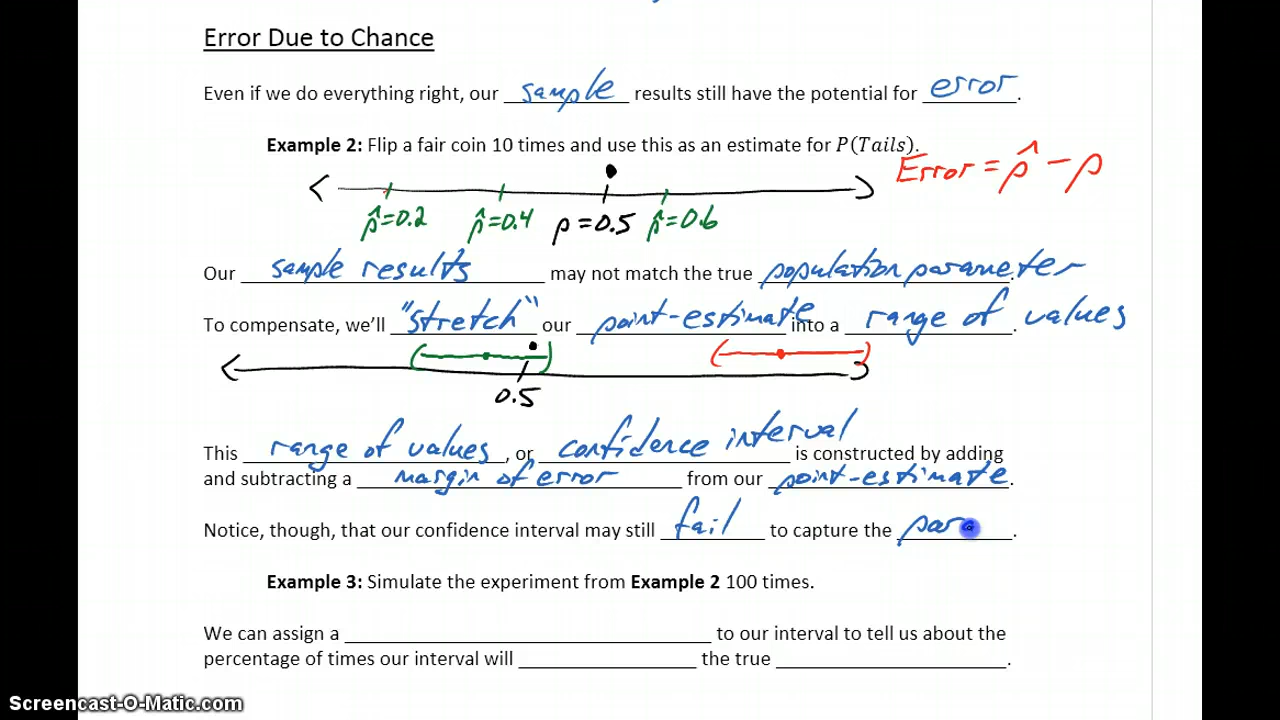 Error Due to Chance
Even if we do everything right, our sample results still have the potential for error.
Example 2: Flip a fair coin 10 times and use this as an estimate for P(Tails).
Error = p̂ − p
p̂=0.2 p̂=0.4 p=0.5 p̂=0.6
Our sample results may not match the true population parameter.
To compensate, we'll "stretch" our point-estimate into a range of values.
0.5
This range of values, or confidence interval is constructed by adding
and subtracting a margin of error from our point-estimate.
Notice, though, that our confidence interval may still fail to capture the para.
Example 3: Simulate the experiment from Example 2 100 times.
We can assign a ____ to our interval to tell us about the
percentage of times our interval will ____ the true ____.
Screencast-O-Matic.com